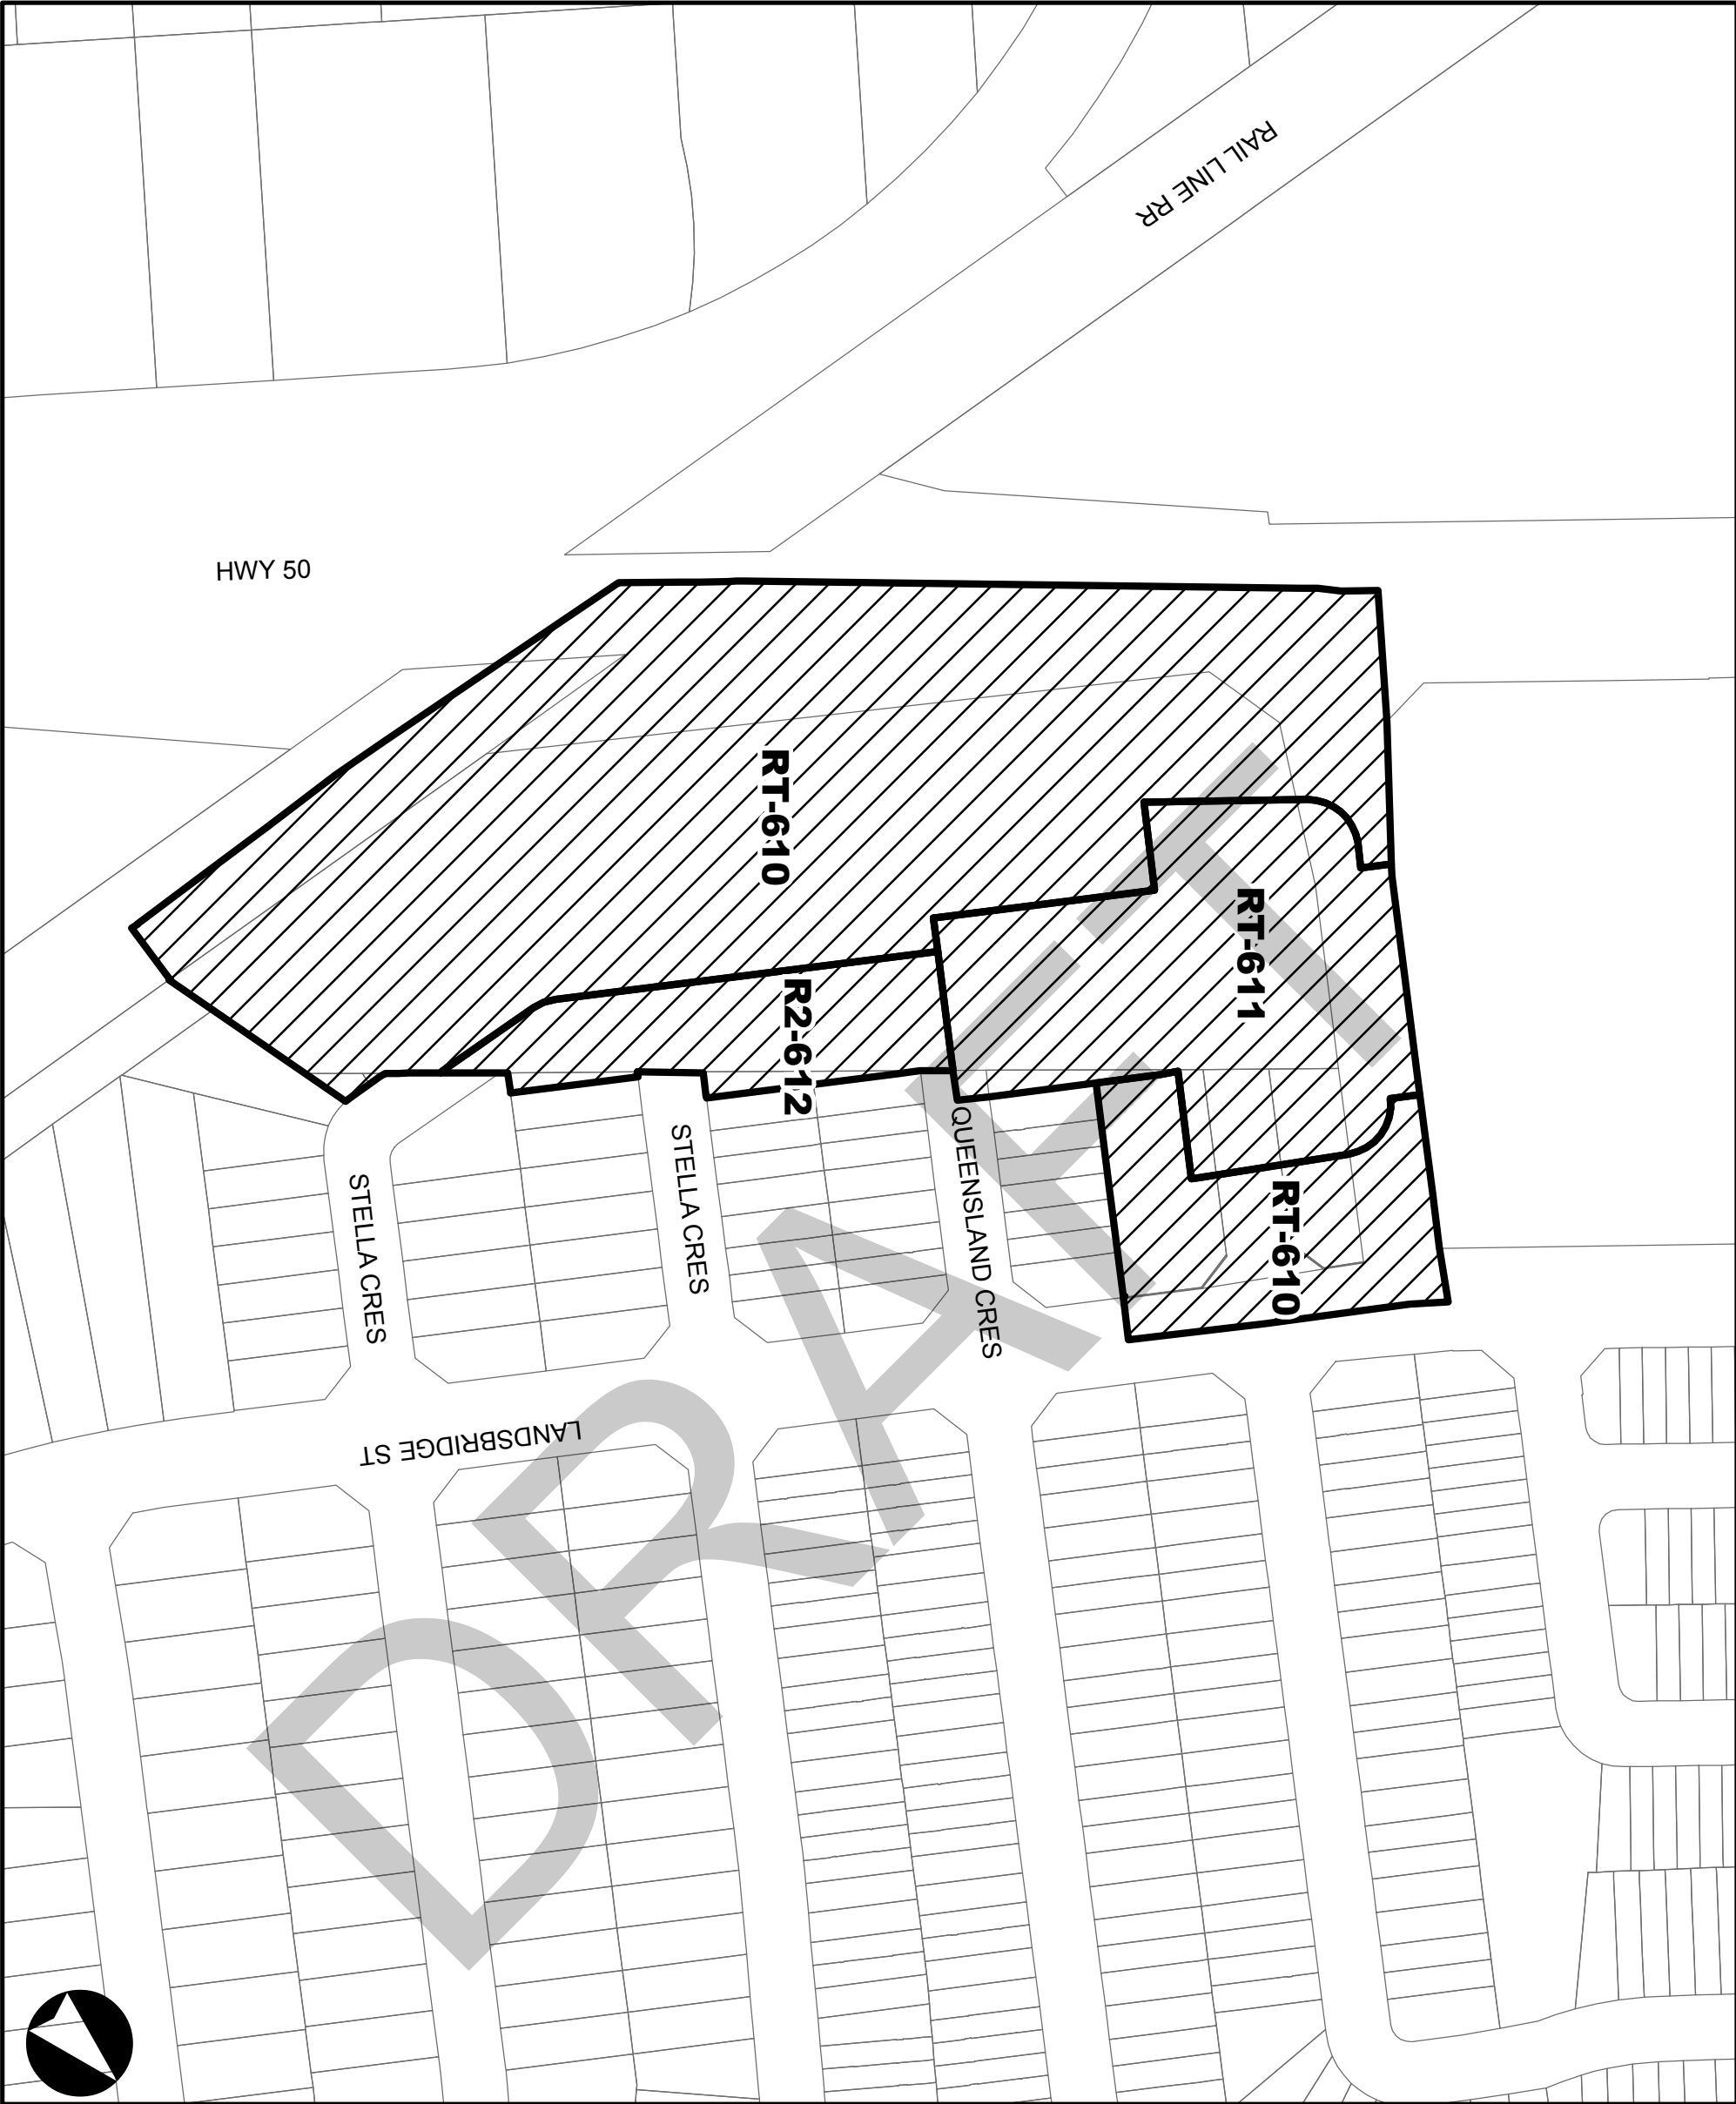 RAIL LINE RR
HWY 50
RT-610
RT-611
R2-612
QUEENSLAND CRES
STELLA CRES
STELLA CRES
RT-610
LANDSBRIDGE ST
DRAFT